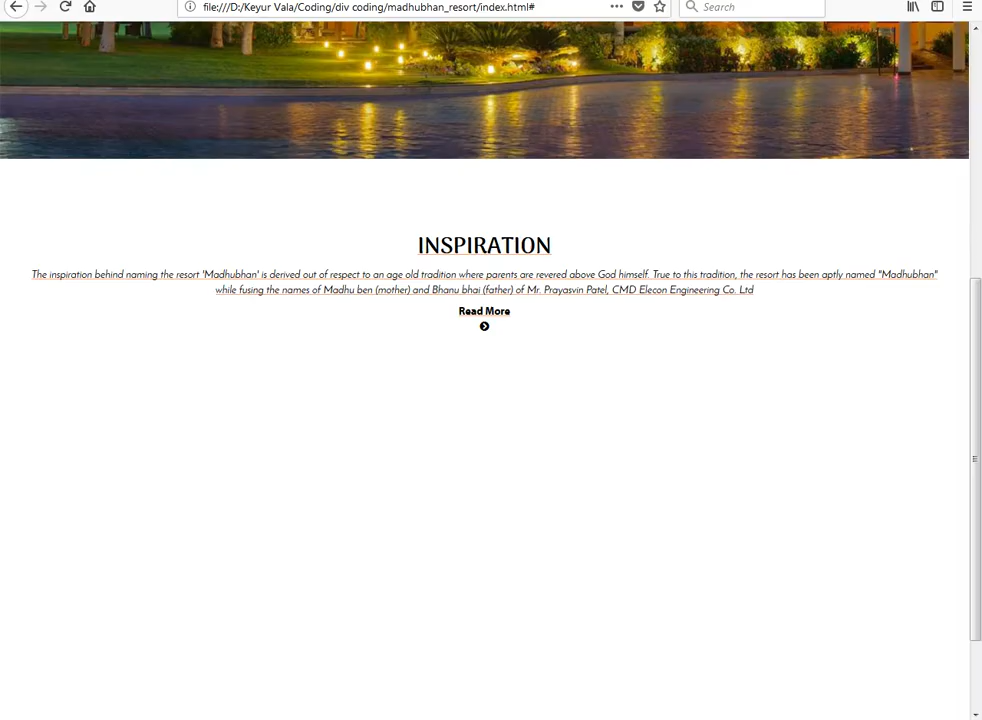 file:///D:/Keyur Vala/Coding/div coding/madhubhan_resort/index.html#
Search
INSPIRATION
The inspiration behind naming the resort 'Madhubhan' is derived out of respect to an age old tradition where parents are revered above God himself. True to this tradition, the resort has been aptly named "Madhubhan"
while fusing the names of Madhu ben (mother) and Bhanu bhai (father) of Mr. Prayasvin Patel, CMD Elecon Engineering Co. Ltd
Read More